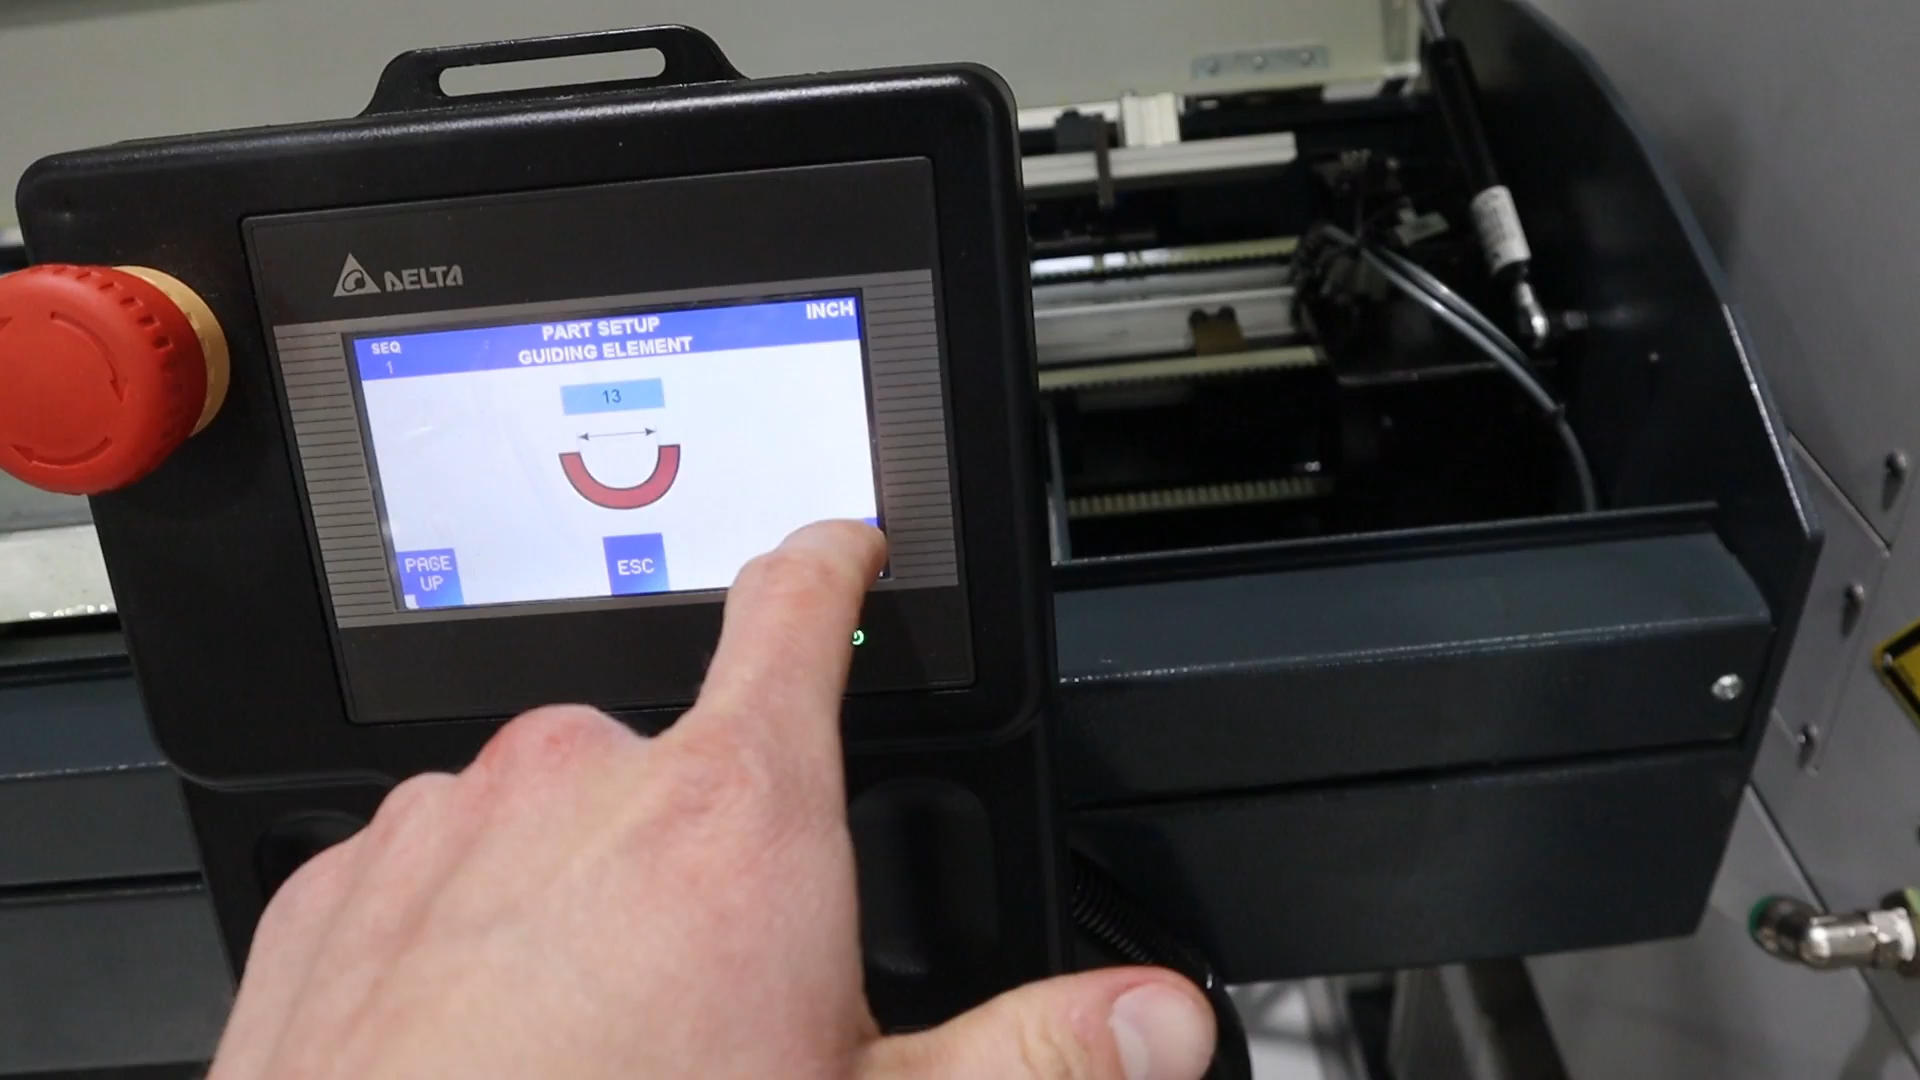 DELTA
INCH
PART SETUP
SEQ
GUIDING ELEMENT
1
13
PAGE
UP
ESC